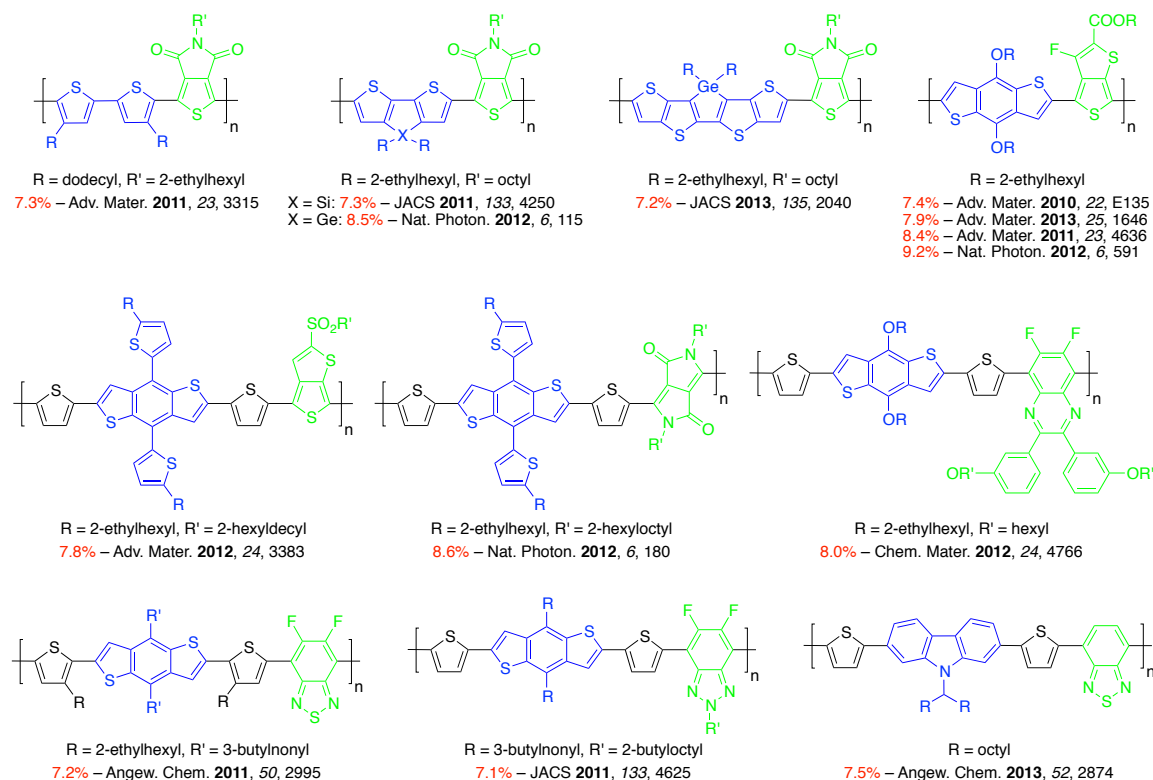 R'
N
O O
S S S
R R
n
R = dodecyl, R' = 2-ethylhexyl
7.3% – Adv. Mater. 2011, 23, 3315
R'
N
O O
S S S
X
R R
n
R = 2-ethylhexyl, R' = octyl
X = Si: 7.3% – JACS 2011, 133, 4250
X = Ge: 8.5% – Nat. Photon. 2012, 6, 115
R'
N
O O
R R
Ge
S S
S S S
n
R = 2-ethylhexyl, R' = octyl
7.2% – JACS 2013, 135, 2040
COOR
F
S
OR
S
S S
OR
n
R = 2-ethylhexyl
7.4% – Adv. Mater. 2010, 22, E135
7.9% – Adv. Mater. 2013, 25, 1646
8.4% – Adv. Mater. 2011, 23, 4636
9.2% – Nat. Photon. 2012, 6, 591
R
S
SO2R'
S
S S
S S S
S
R
n
R = 2-ethylhexyl, R' = 2-hexyldecyl
7.8% – Adv. Mater. 2012, 24, 3383
R
S
R'
O N
S S
S S
N O
R'
S
R
n
R = 2-ethylhexyl, R' = 2-hexyloctyl
8.6% – Nat. Photon. 2012, 6, 180
OR
F F
S S S
S
OR
N N
OR' OR'
n
R = 2-ethylhexyl, R' = hexyl
8.0% – Chem. Mater. 2012, 24, 4766
R'
F F
S S S
S
R R' R
N N
S
n
R = 2-ethylhexyl, R' = 3-butylnonyl
7.2% – Angew. Chem. 2011, 50, 2995
R
F F
S S S
S
R
N N
N
R'
n
R = 3-butylnonyl, R' = 2-butyloctyl
7.1% – JACS 2011, 133, 4625
S S
N
R R
N N
S
n
R = octyl
7.5% – Angew. Chem. 2013, 52, 2874